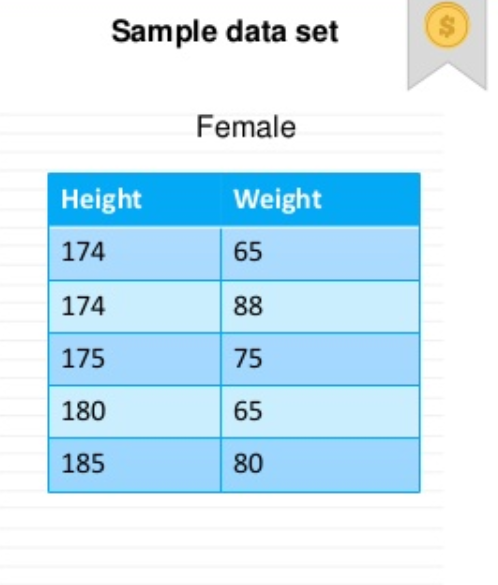 Sample data set
$
Female
Height Weight
174 65
174 88
175 75
180 65
185 80